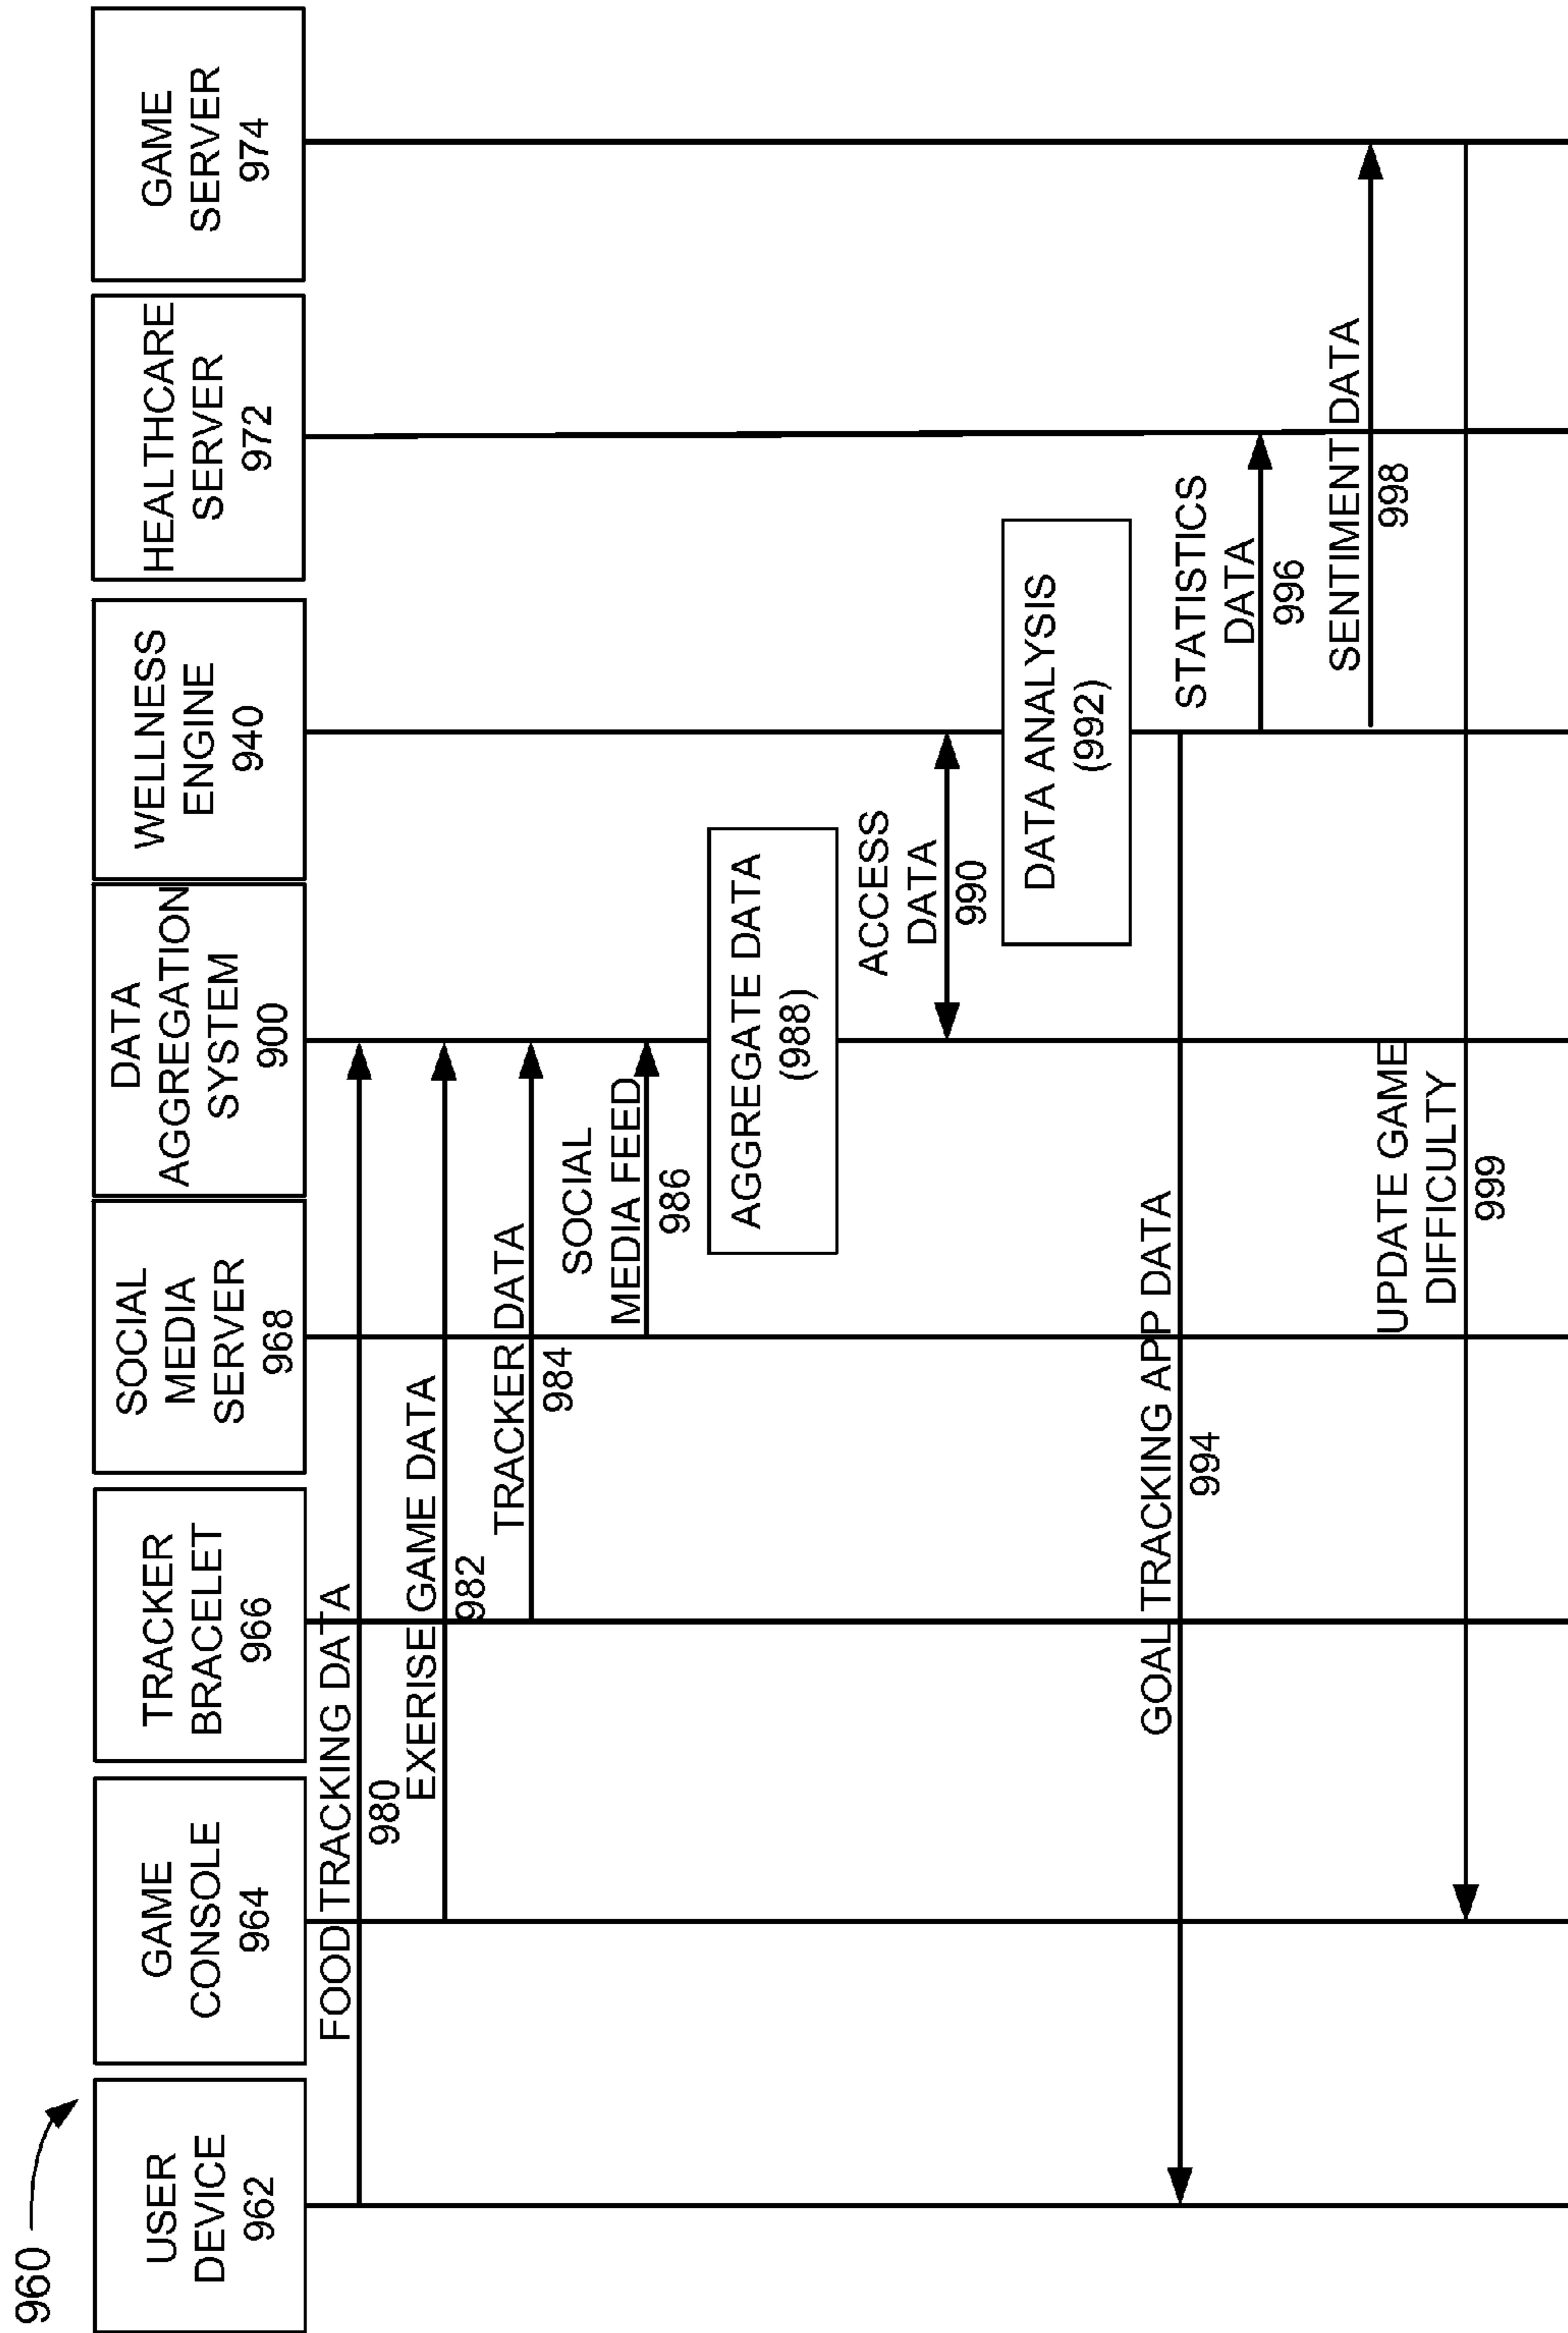 960
USER
DEVICE
962
GAME
CONSOLE
964
TRACKER
BRACELET
966
SOCIAL
MEDIA
SERVER
968
DATA
AGGREGATION
SYSTEM
900
WELLNESS
ENGINE
940
HEALTHCARE
SERVER
972
GAME
SERVER
974
FOOD TRACKING DATA
980
EXERISE GAME DATA
982
TRACKER DATA
984
SOCIAL
MEDIA FEED
986
AGGREGATE DATA
(988)
ACCESS
DATA
990
DATA ANALYSIS
(992)
GOAL TRACKING APP DATA
994
STATISTICS
DATA
996
SENTIMENT DATA
998
UPDATE GAME
DIFFICULTY
999